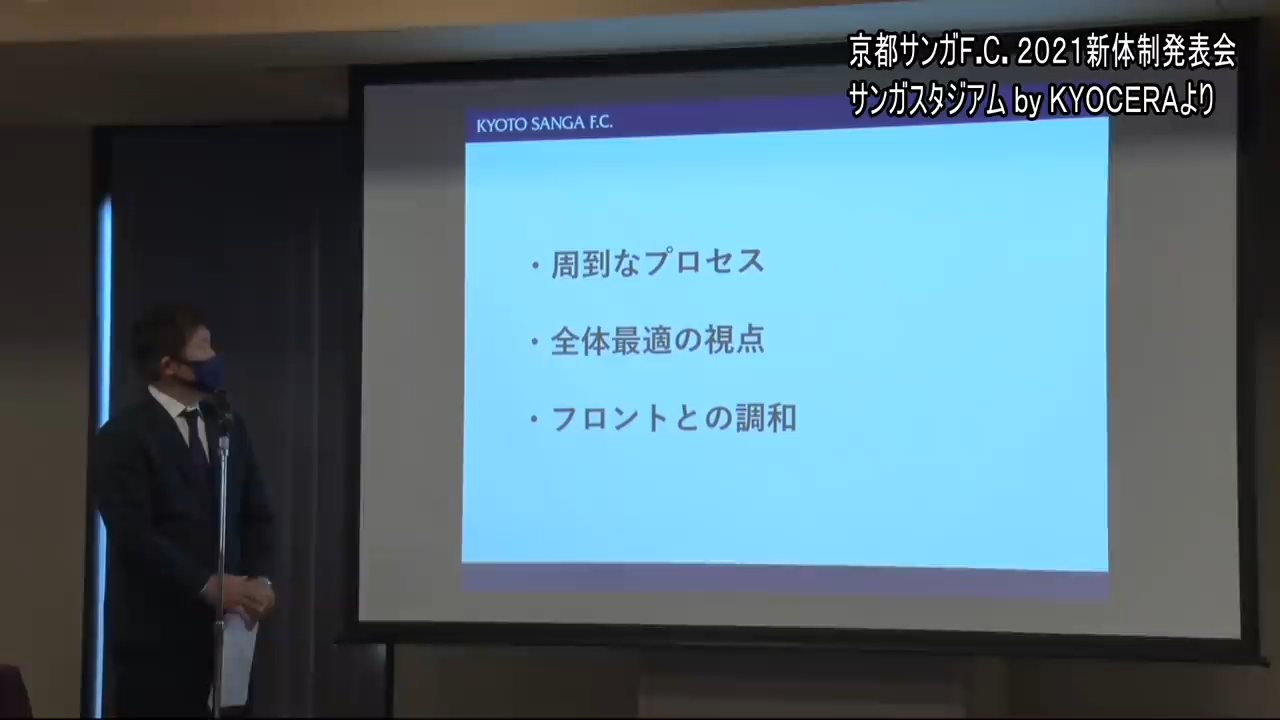 京都サンガF.C. 2021新体制発表会
サンガスタジアム by KYOCERAより
KYOTO SANGA F.C.
・周到なプロセス
・全体最適の視点
・フロントとの調和